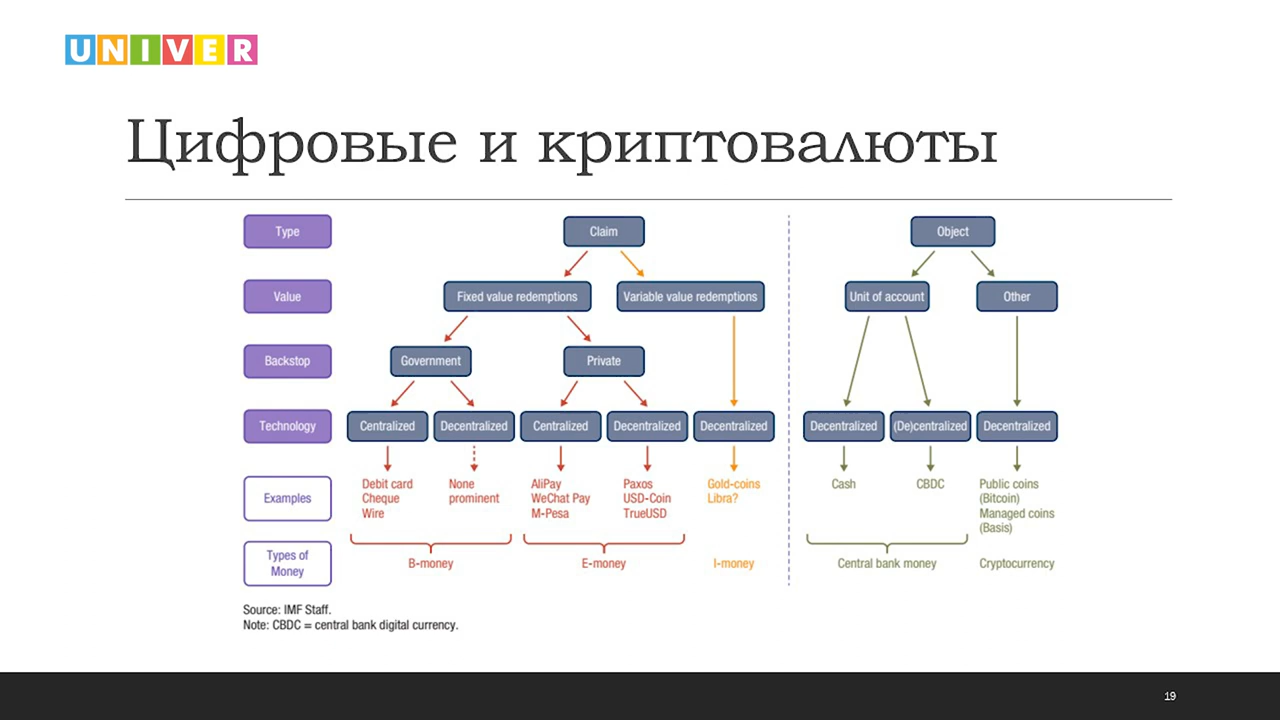 UNIVER
Цифровые и криптовалюты
Type
Claim
Object
Value
Fixed value redemptions
Variable value redemptions
Unit of account
Other
Backstop
Government
Private
Technology
Centralized
Decentralized
Centralized
Decentralized
Decentralized
Decentralized
(De)centralized
Decentralized
Examples
Debit card
Cheque
Wire
None
prominent
AliPay
WeChat Pay
M-Pesa
Paxos
USD-Coin
TrueUSD
Gold-coins
Libra?
Cash
CBDC
Public coins
(Bitcoin)
Managed coins
(Basis)
Types of
Money
B-money
E-money
I-money
Central bank money
Cryptocurrency
Source: IMF Staff.
Note: CBDC = central bank digital currency.
19